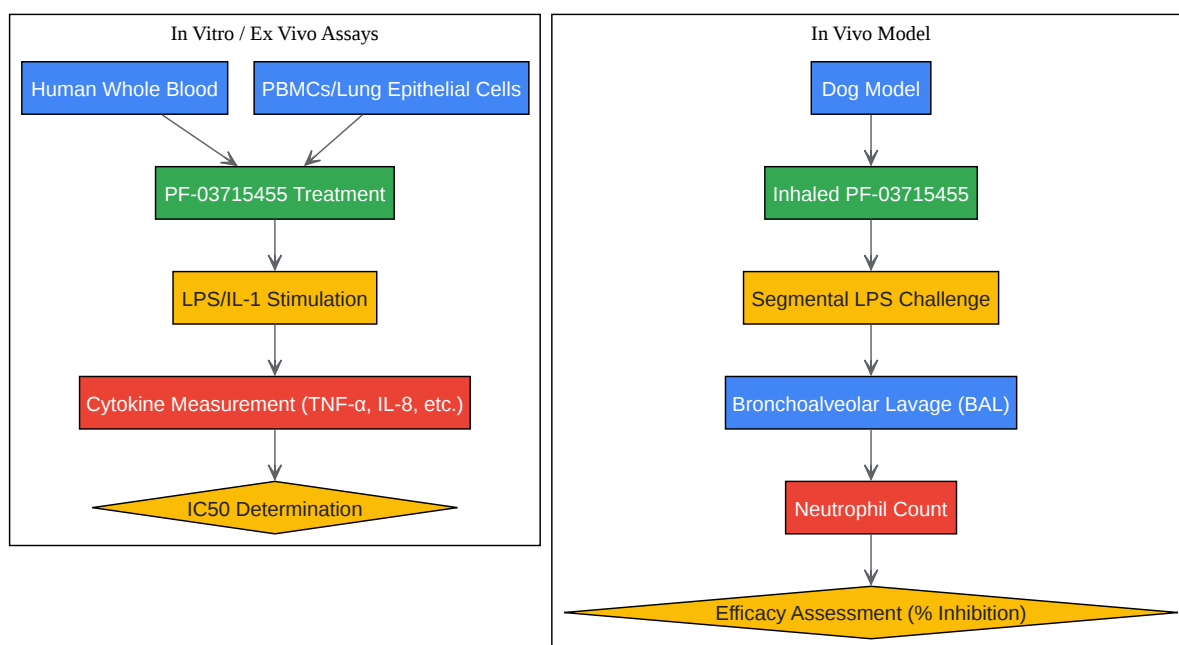 In Vitro / Ex Vivo Assays
Human Whole Blood
PBMCs/Lung Epithelial Cells
PF-03715455 Treatment
LPS/IL-1 Stimulation
Cytokine Measurement (TNF-α, IL-8, etc.)
IC50 Determination
In Vivo Model
Dog Model
Inhaled PF-03715455
Segmental LPS Challenge
Bronchoalveolar Lavage (BAL)
Neutrophil Count
Efficacy Assessment (% Inhibition)